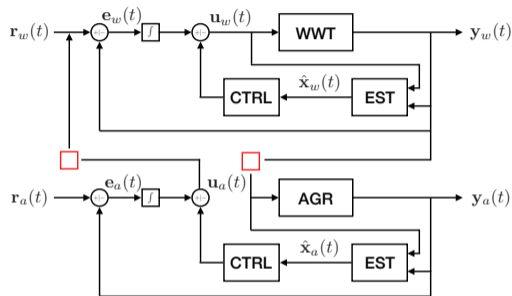 𝐫_w(t) 𝐞_w(t) +|− ∫ +|− 𝐮_w(t) WWT 𝐲_w(t)
CTRL 𝐱̂_w(t) EST
𝐫_a(t) 𝐞_a(t) +|− ∫ +|− 𝐮_a(t) AGR 𝐲_a(t)
CTRL 𝐱̂_a(t) EST